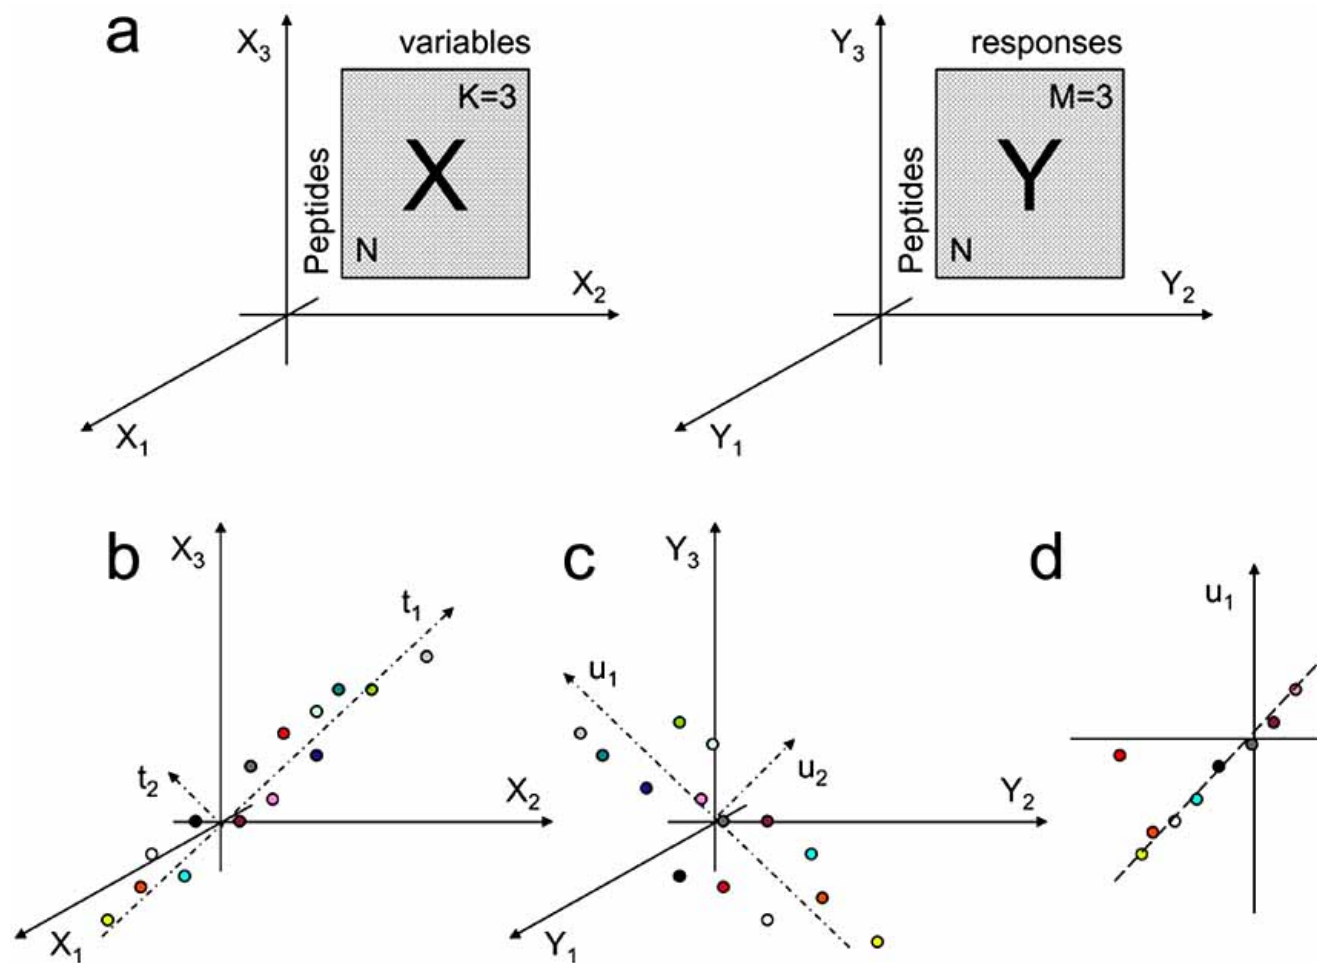 a
X₃
variables
K=3
X
Peptides
N
X₂
X₁
Y₃
responses
M=3
Y
Peptides
N
Y₂
Y₁
b
X₃
t₁
t₂
X₂
X₁
c
Y₃
u₁
u₂
Y₂
Y₁
d
u₁